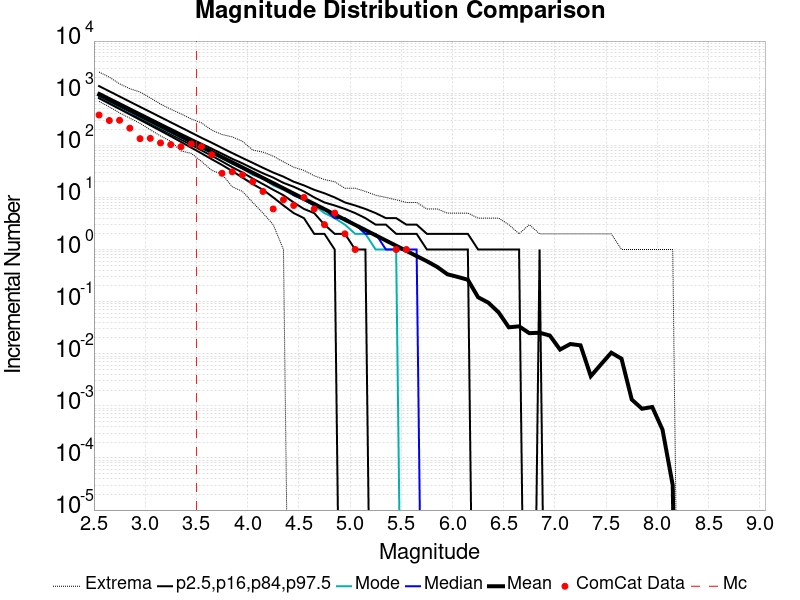 Magnitude Distribution Comparison
10^4
10^3
10^2
10^1
10^0
10^-1
10^-2
10^-3
10^-4
10^-5
Incremental Number
2.5 3.0 3.5 4.0 4.5 5.0 5.5 6.0 6.5 7.0 7.5 8.0 8.5 9.0
Magnitude
Extrema p2.5,p16,p84,p97.5 Mode Median Mean ComCat Data Mc